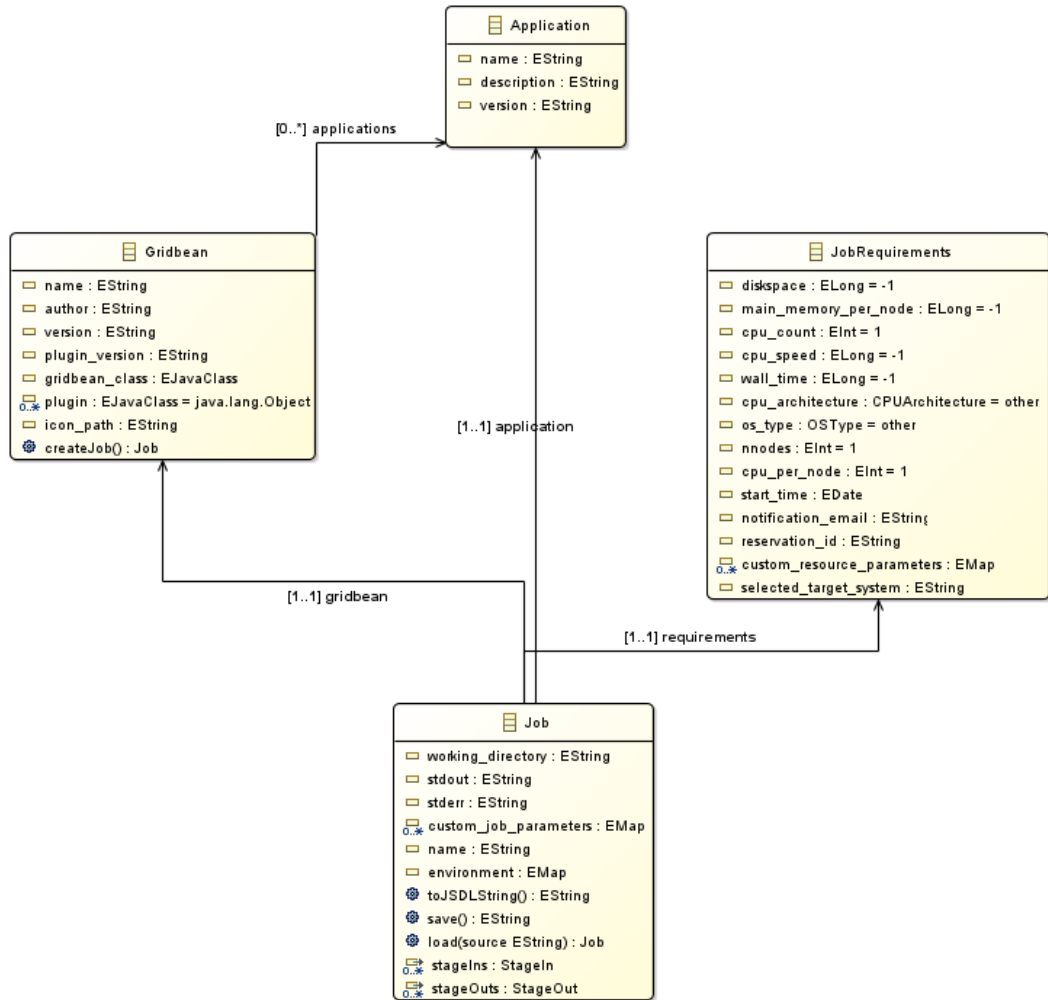 Application
name : EString
description : EString
version : EString
[0..*] applications
Gridbean
name : EString
author : EString
version : EString
plugin_version : EString
gridbean_class : EJavaClass
0..*
plugin : EJavaClass = java.lang.Object
icon_path : EString
createJob() : Job
JobRequirements
diskspace : ELong = -1
main_memory_per_node : ELong = -1
cpu_count : EInt = 1
cpu_speed : ELong = -1
wall_time : ELong = -1
cpu_architecture : CPUArchitecture = other
os_type : OSType = other
nnodes : EInt = 1
cpu_per_node : EInt = 1
start_time : EDate
notification_email : EString
reservation_id : EString
0..*
custom_resource_parameters : EMap
selected_target_system : EString
[1..1] application
[1..1] gridbean
[1..1] requirements
Job
working_directory : EString
stdout : EString
stderr : EString
0..*
custom_job_parameters : EMap
name : EString
environment : EMap
toJSDLString() : EString
save() : EString
load(source EString) : Job
0..*
stageIns : StageIn
0..*
stageOuts : StageOut